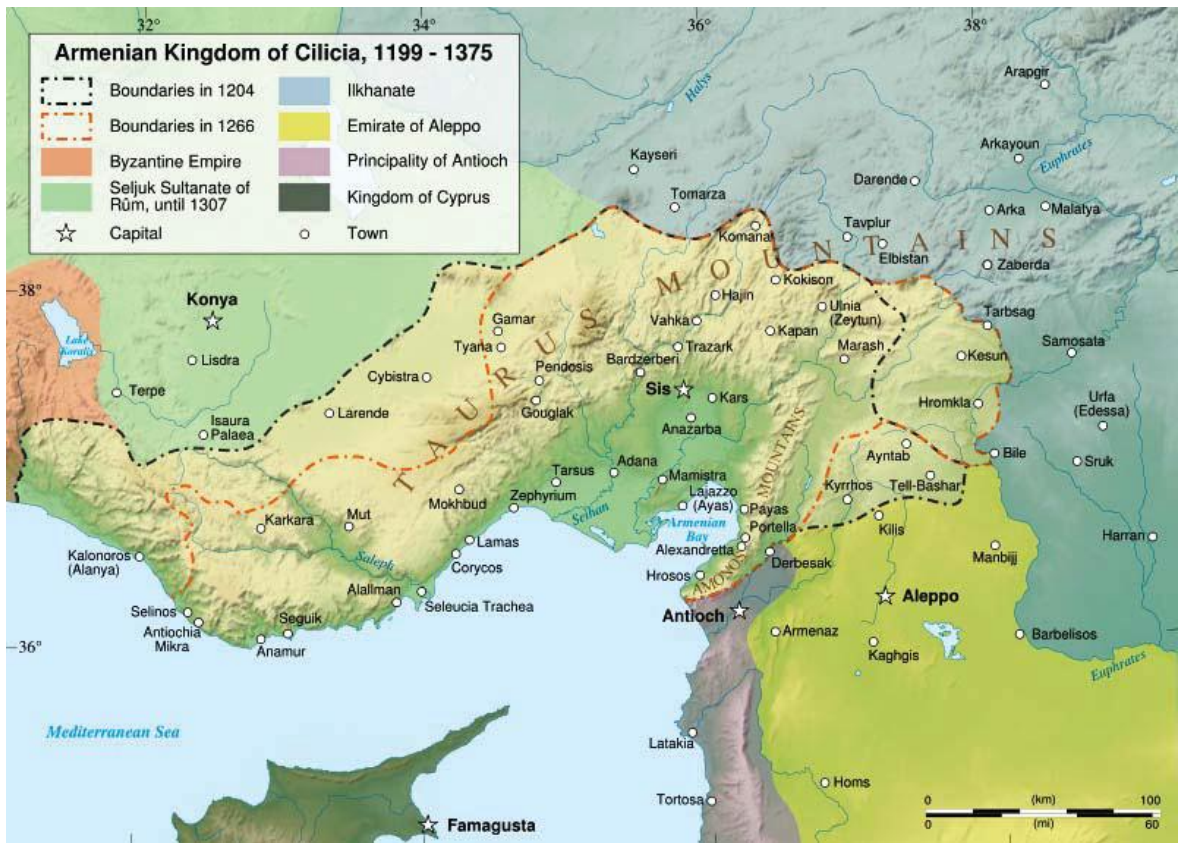 32°
34°
36°
38°
Armenian Kingdom of Cilicia, 1199 - 1375
Boundaries in 1204
Boundaries in 1266
Byzantine Empire
Seljuk Sultanate of
Rûm, until 1307
Capital
Ilkhanate
Emirate of Aleppo
Principality of Antioch
Kingdom of Cyprus
Town
Halys
Arapgir
Arkayoun
Euphrates
Kayseri
Darende
Tomarza
Arka
Malatya
Komana
Tavplur
Elbistan
Zaberda
TAURUS MOUNTAINS
38°
Konya
Kokison
Hajin
Ulnia
(Zeytun)
Tarbsag
Lake
Koralis
Gamar
Vahka
Kapan
Samosata
Lisdra
Tyana
Trazark
Marash
Kesun
Bardzerberi
Pendosis
Cybistra
Terpe
Sis
Kars
Urfa
(Edessa)
Gouglak
Hromkla
Larende
Isaura
Palaea
Anazarba
AMONOS MOUNTAINS
Ayntab
Bile
Sruk
Adana
Tarsus
Mamistra
Tell-Bashar
Mokhbud
Zephyrium
Lajazzo
(Ayas)
Kyrrhos
Payas
Seihan
Armenian
Bay
Portella
Karkara
Mut
Kilis
Lamas
Alexandretta
Manbijj
Harran
Kalonoros
(Alanya)
Saleph
Corycos
Derbesak
Hrosos
Alallman
Seleucia Trachea
Aleppo
Selinos
Antioch
Seguik
Antiochia
Mikra
Anamur
Armenaz
Barbelisos
36°
Kaghgis
Euphrates
Mediterranean Sea
Latakia
Homs
Tortosa
0 (km) 100
0 (mi) 60
Famagusta